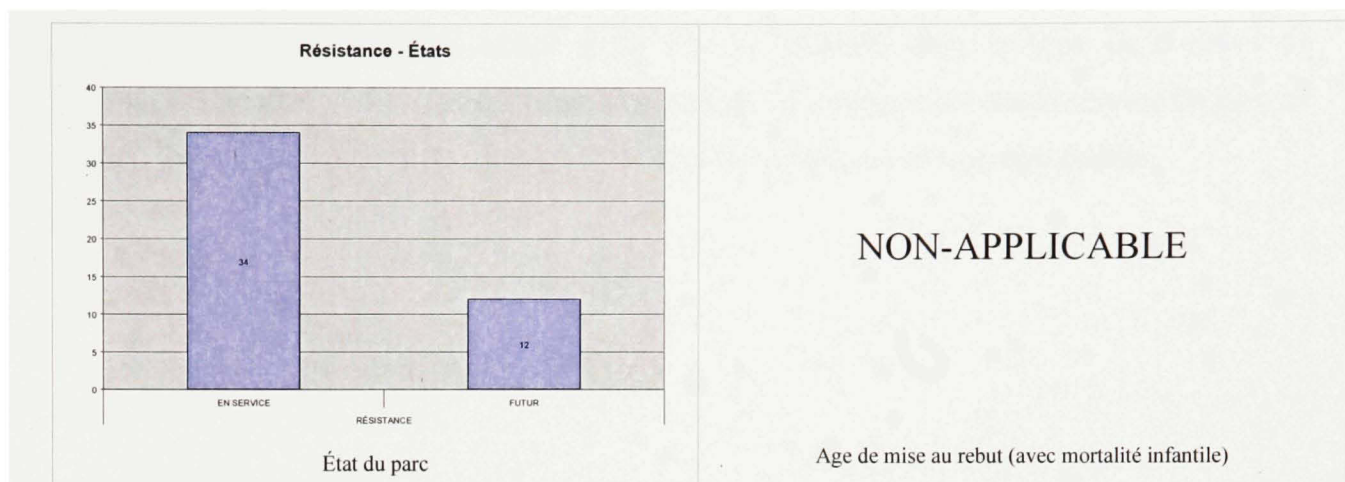 Résistance - États
40
35
30
25
20
15
10
5
0
34
12
EN SERVICE
FUTUR
RÉSISTANCE
État du parc
NON-APPLICABLE
Age de mise au rebut (avec mortalité infantile)